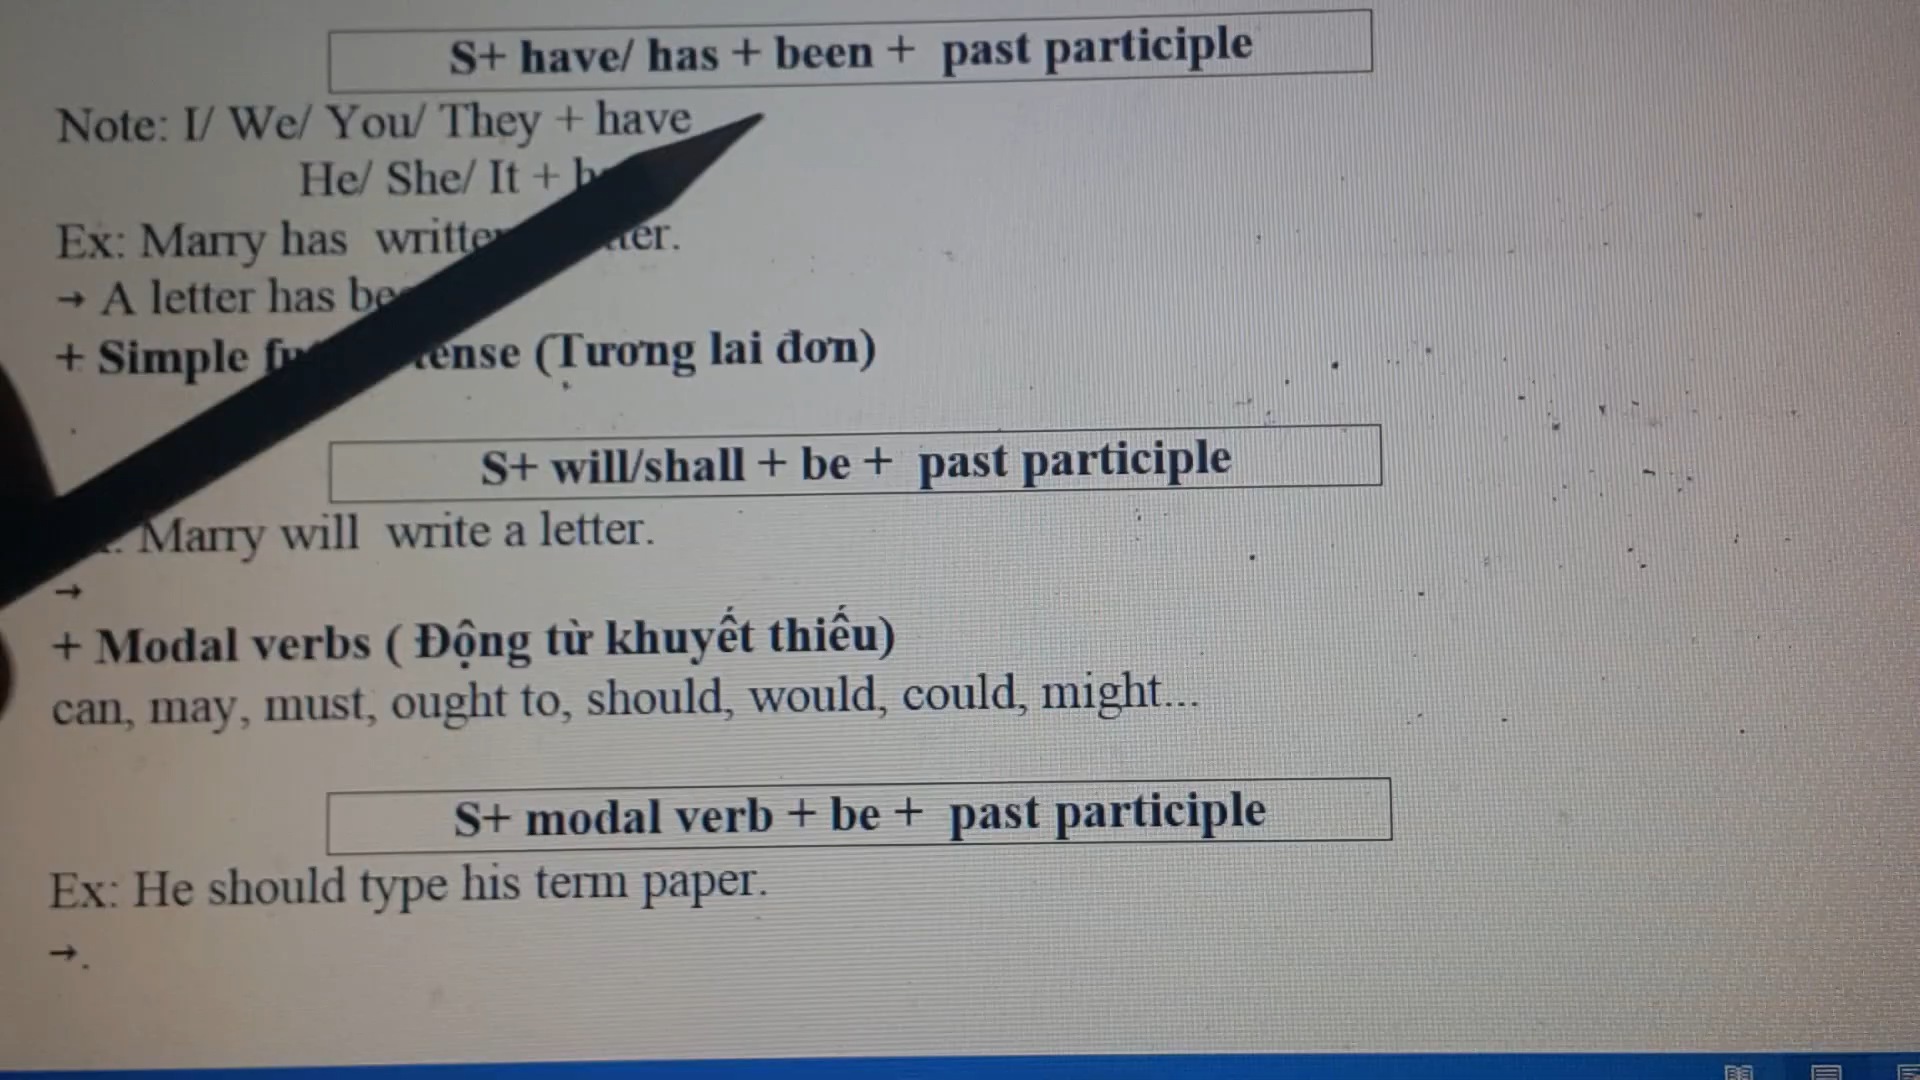 S+ have/ has + been + past participle
Note: I/ We/ You/ They + have
He/ She/ It +
Ex: Marry has
→ A letter has
+ Simple (Tương lai đơn)
S+ will/shall + be + past participle
Marry will write a letter.
→
+ Modal verbs ( Động từ khuyết thiếu)
can, may, must, ought to, should, would, could, might...
S+ modal verb + be + past participle
Ex: He should type his term paper.
→.